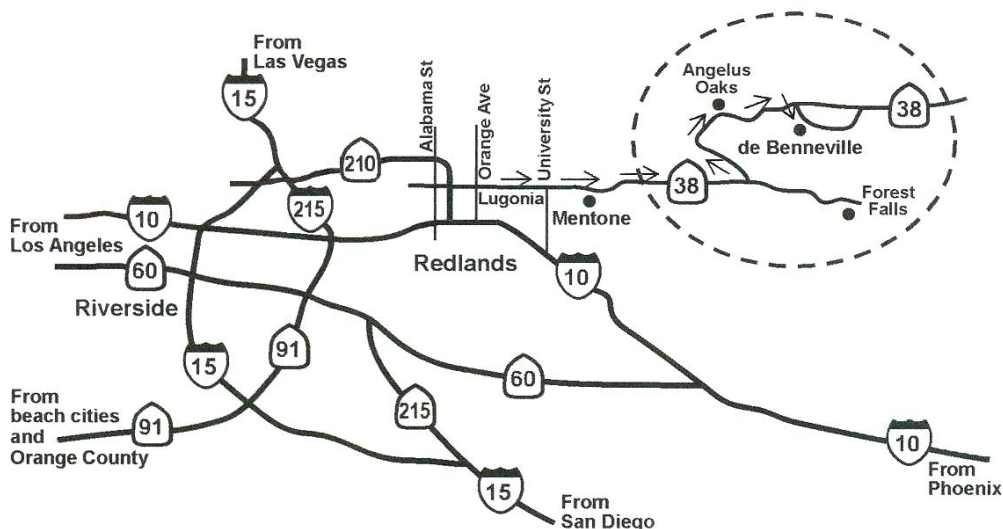 From
Las Vegas
15
Alabama St
Orange Ave
University St
Angelus
Oaks
38
de Benneville
210
Lugonia
38
Mentone
Forest
Falls
215
10
From
Los Angeles
Redlands
10
60
Riverside
15
91
60
From
beach cities
and
Orange County
91
215
10
From
Phoenix
15
From
San Diego